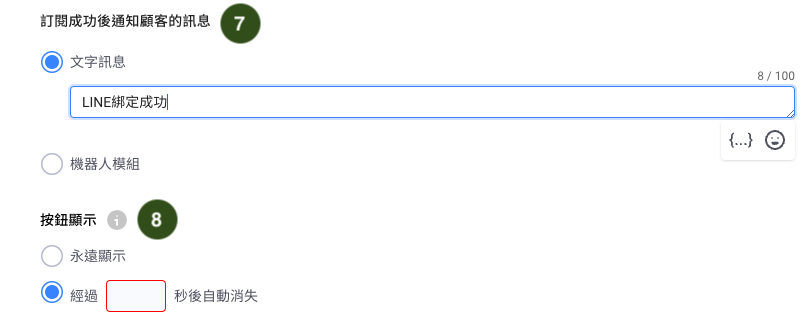 訂閱成功後通知顧客的訊息 7
文字訊息
8 / 100
LINE綁定成功
{...}
機器人模組
按鈕顯示 i 8
永遠顯示
經過 秒後自動消失